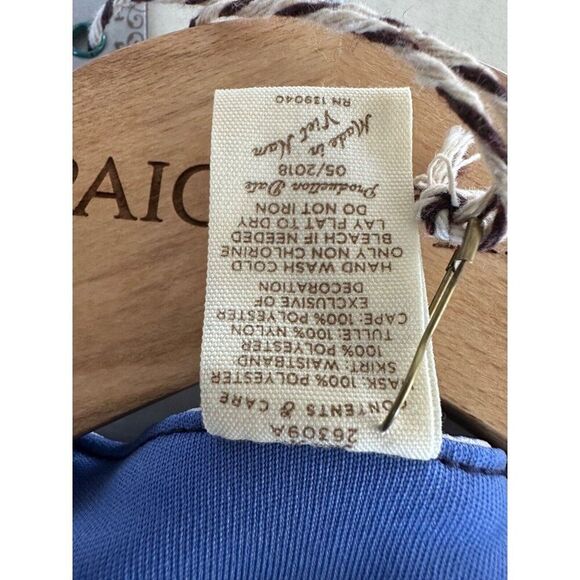 PAIG
26309A
CONTENTS & CARE
MASK: 100% POLYESTER
SKIRT: WAISTBAND
100% POLYESTER
TULLE: 100% NYLON
CAPE: 100% POLYESTER
EXCLUSIVE OF
DECORATION
HAND WASH COLD
ONLY NON CHLORINE
BLEACH IF NEEDED
LAY FLAT TO DRY
DO NOT IRON
Production Date
05/2018
Made in
Viet Nam
RN 139040